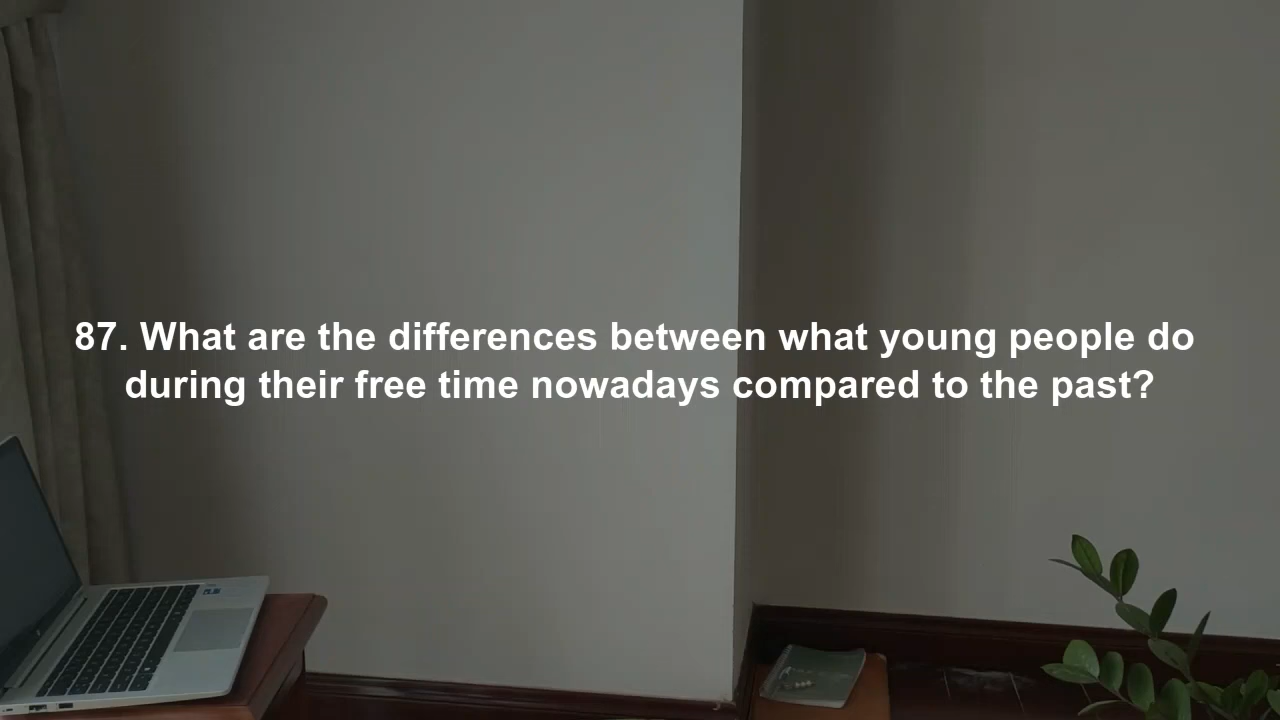 87. What are the differences between what young people do
during their free time nowadays compared to the past?